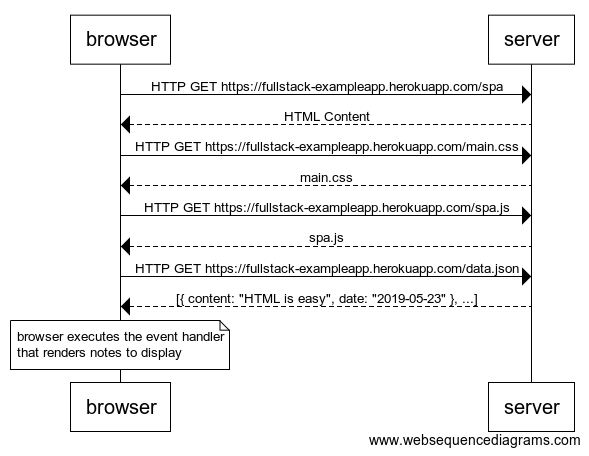 browser
server
HTTP GET https://fullstack-exampleapp.herokuapp.com/spa
HTML Content
HTTP GET https://fullstack-exampleapp.herokuapp.com/main.css
main.css
HTTP GET https://fullstack-exampleapp.herokuapp.com/spa.js
spa.js
HTTP GET https://fullstack-exampleapp.herokuapp.com/data.json
[{ content: "HTML is easy", date: "2019-05-23" }, ...]
browser executes the event handler
that renders notes to display
browser
server
www.websequencediagrams.com